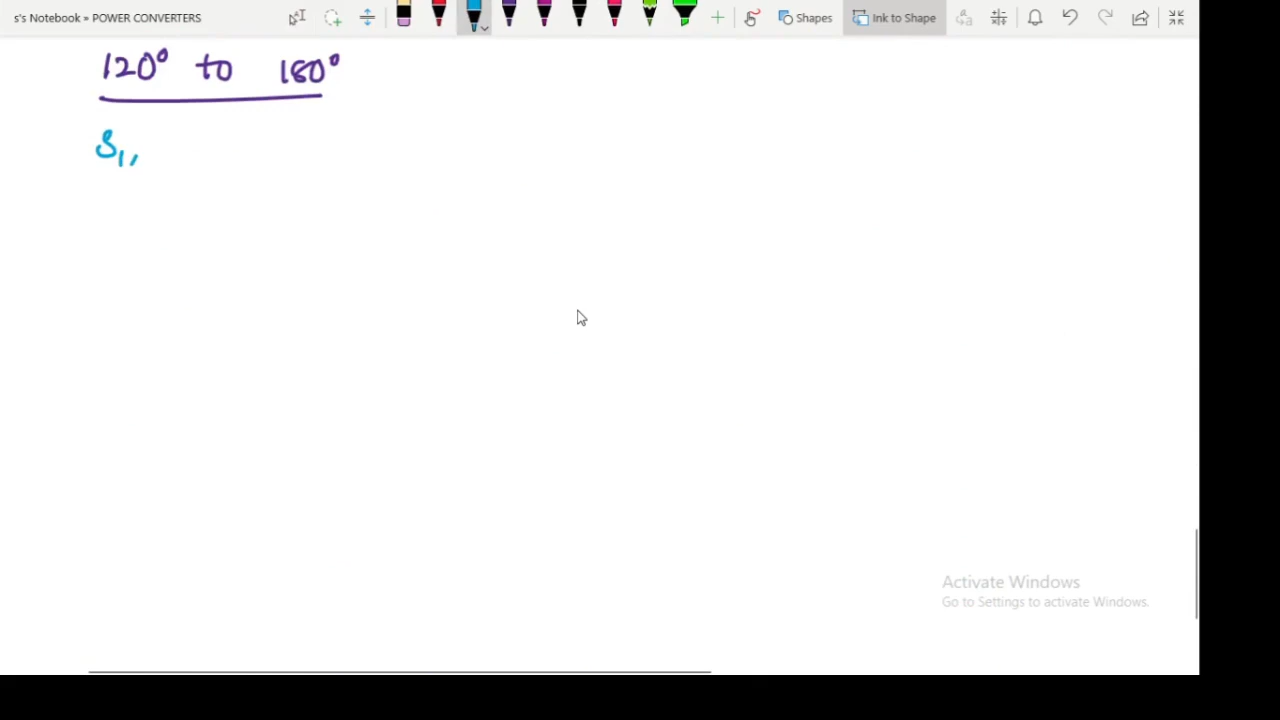 s's Notebook » POWER CONVERTERS
Shapes
Ink to Shape
120° to 180°
S₁,
Activate Windows
Go to Settings to activate Windows.